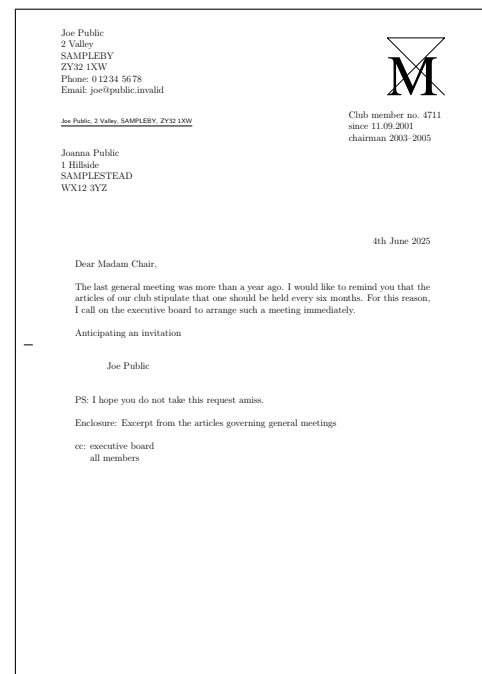 Joe Public
2 Valley
SAMPLEBY
ZY32 1XW
Phone: 0 12 34 56 78
Email: joe@public.invalid
M
Joe Public, 2 Valley, SAMPLEBY, ZY32 1XW
Club member no. 4711
since 11.09.2001
chairman 2003–2005
Joanna Public
1 Hillside
SAMPLESTEAD
WX12 3YZ
4th June 2025
Dear Madam Chair,
The last general meeting was more than a year ago. I would like to remind you that the
articles of our club stipulate that one should be held every six months. For this reason,
I call on the executive board to arrange such a meeting immediately.
Anticipating an invitation
Joe Public
PS: I hope you do not take this request amiss.
Enclosure: Excerpt from the articles governing general meetings
cc: executive board
all members